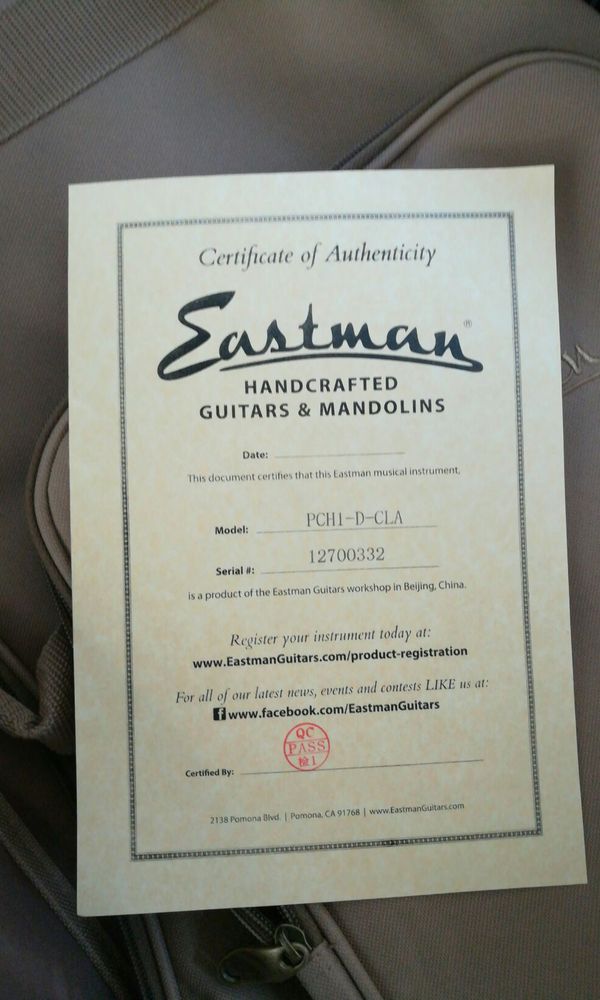 Certificate of Authenticity
Eastman®
HANDCRAFTED
GUITARS & MANDOLINS
Date:
This document certifies that this Eastman musical instrument,
Model: PCH1-D-CLA
Serial #: 12700332
is a product of the Eastman Guitars workshop in Beijing, China.
Register your instrument today at:
www.EastmanGuitars.com/product-registration
For all of our latest news, events and contests LIKE us at:
f www.facebook.com/EastmanGuitars
QC
PASS
检1
Certified By:
2138 Pomona Blvd. | Pomona, CA 91768 | www.EastmanGuitars.com